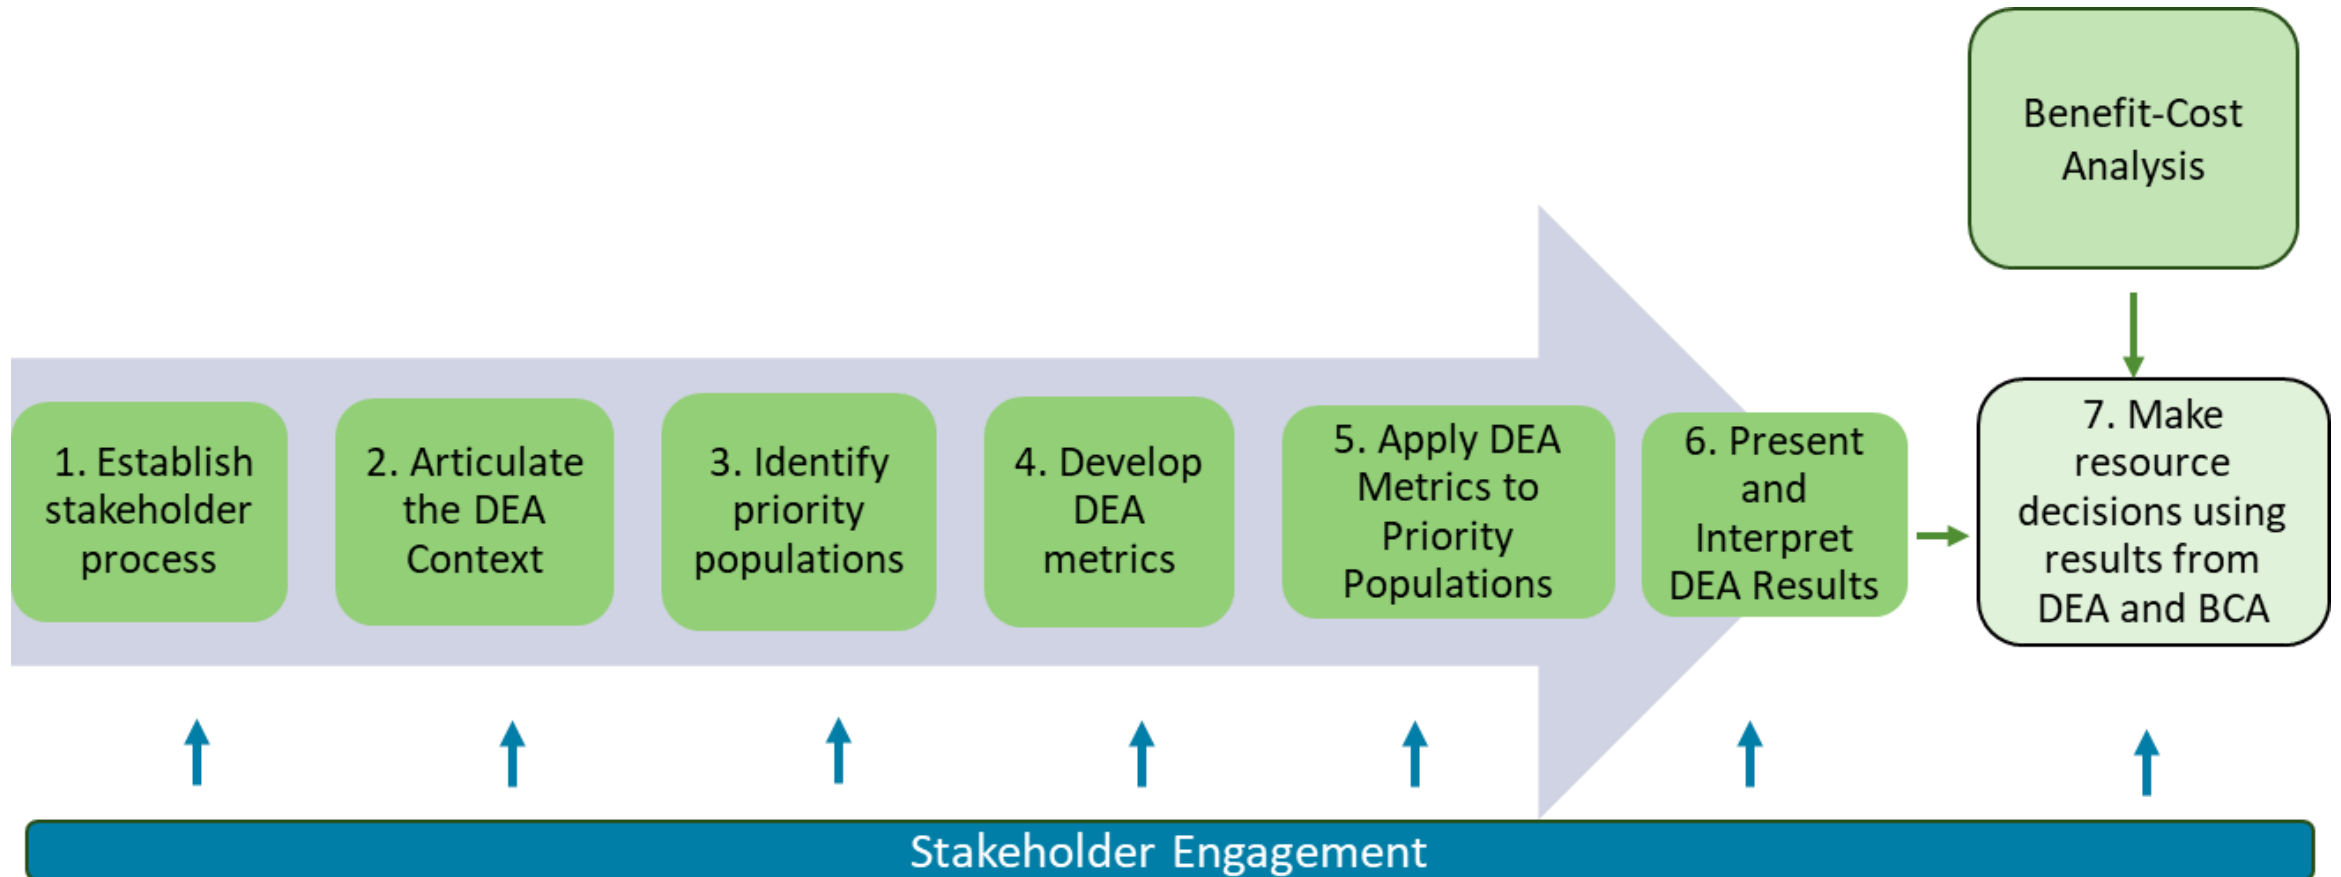 Benefit-Cost
Analysis
1. Establish
stakeholder
process
2. Articulate
the DEA
Context
3. Identify
priority
populations
4. Develop
DEA
metrics
5. Apply DEA
Metrics to
Priority
Populations
6. Present
and
Interpret
DEA Results
7. Make
resource
decisions using
results from
DEA and BCA
Stakeholder Engagement